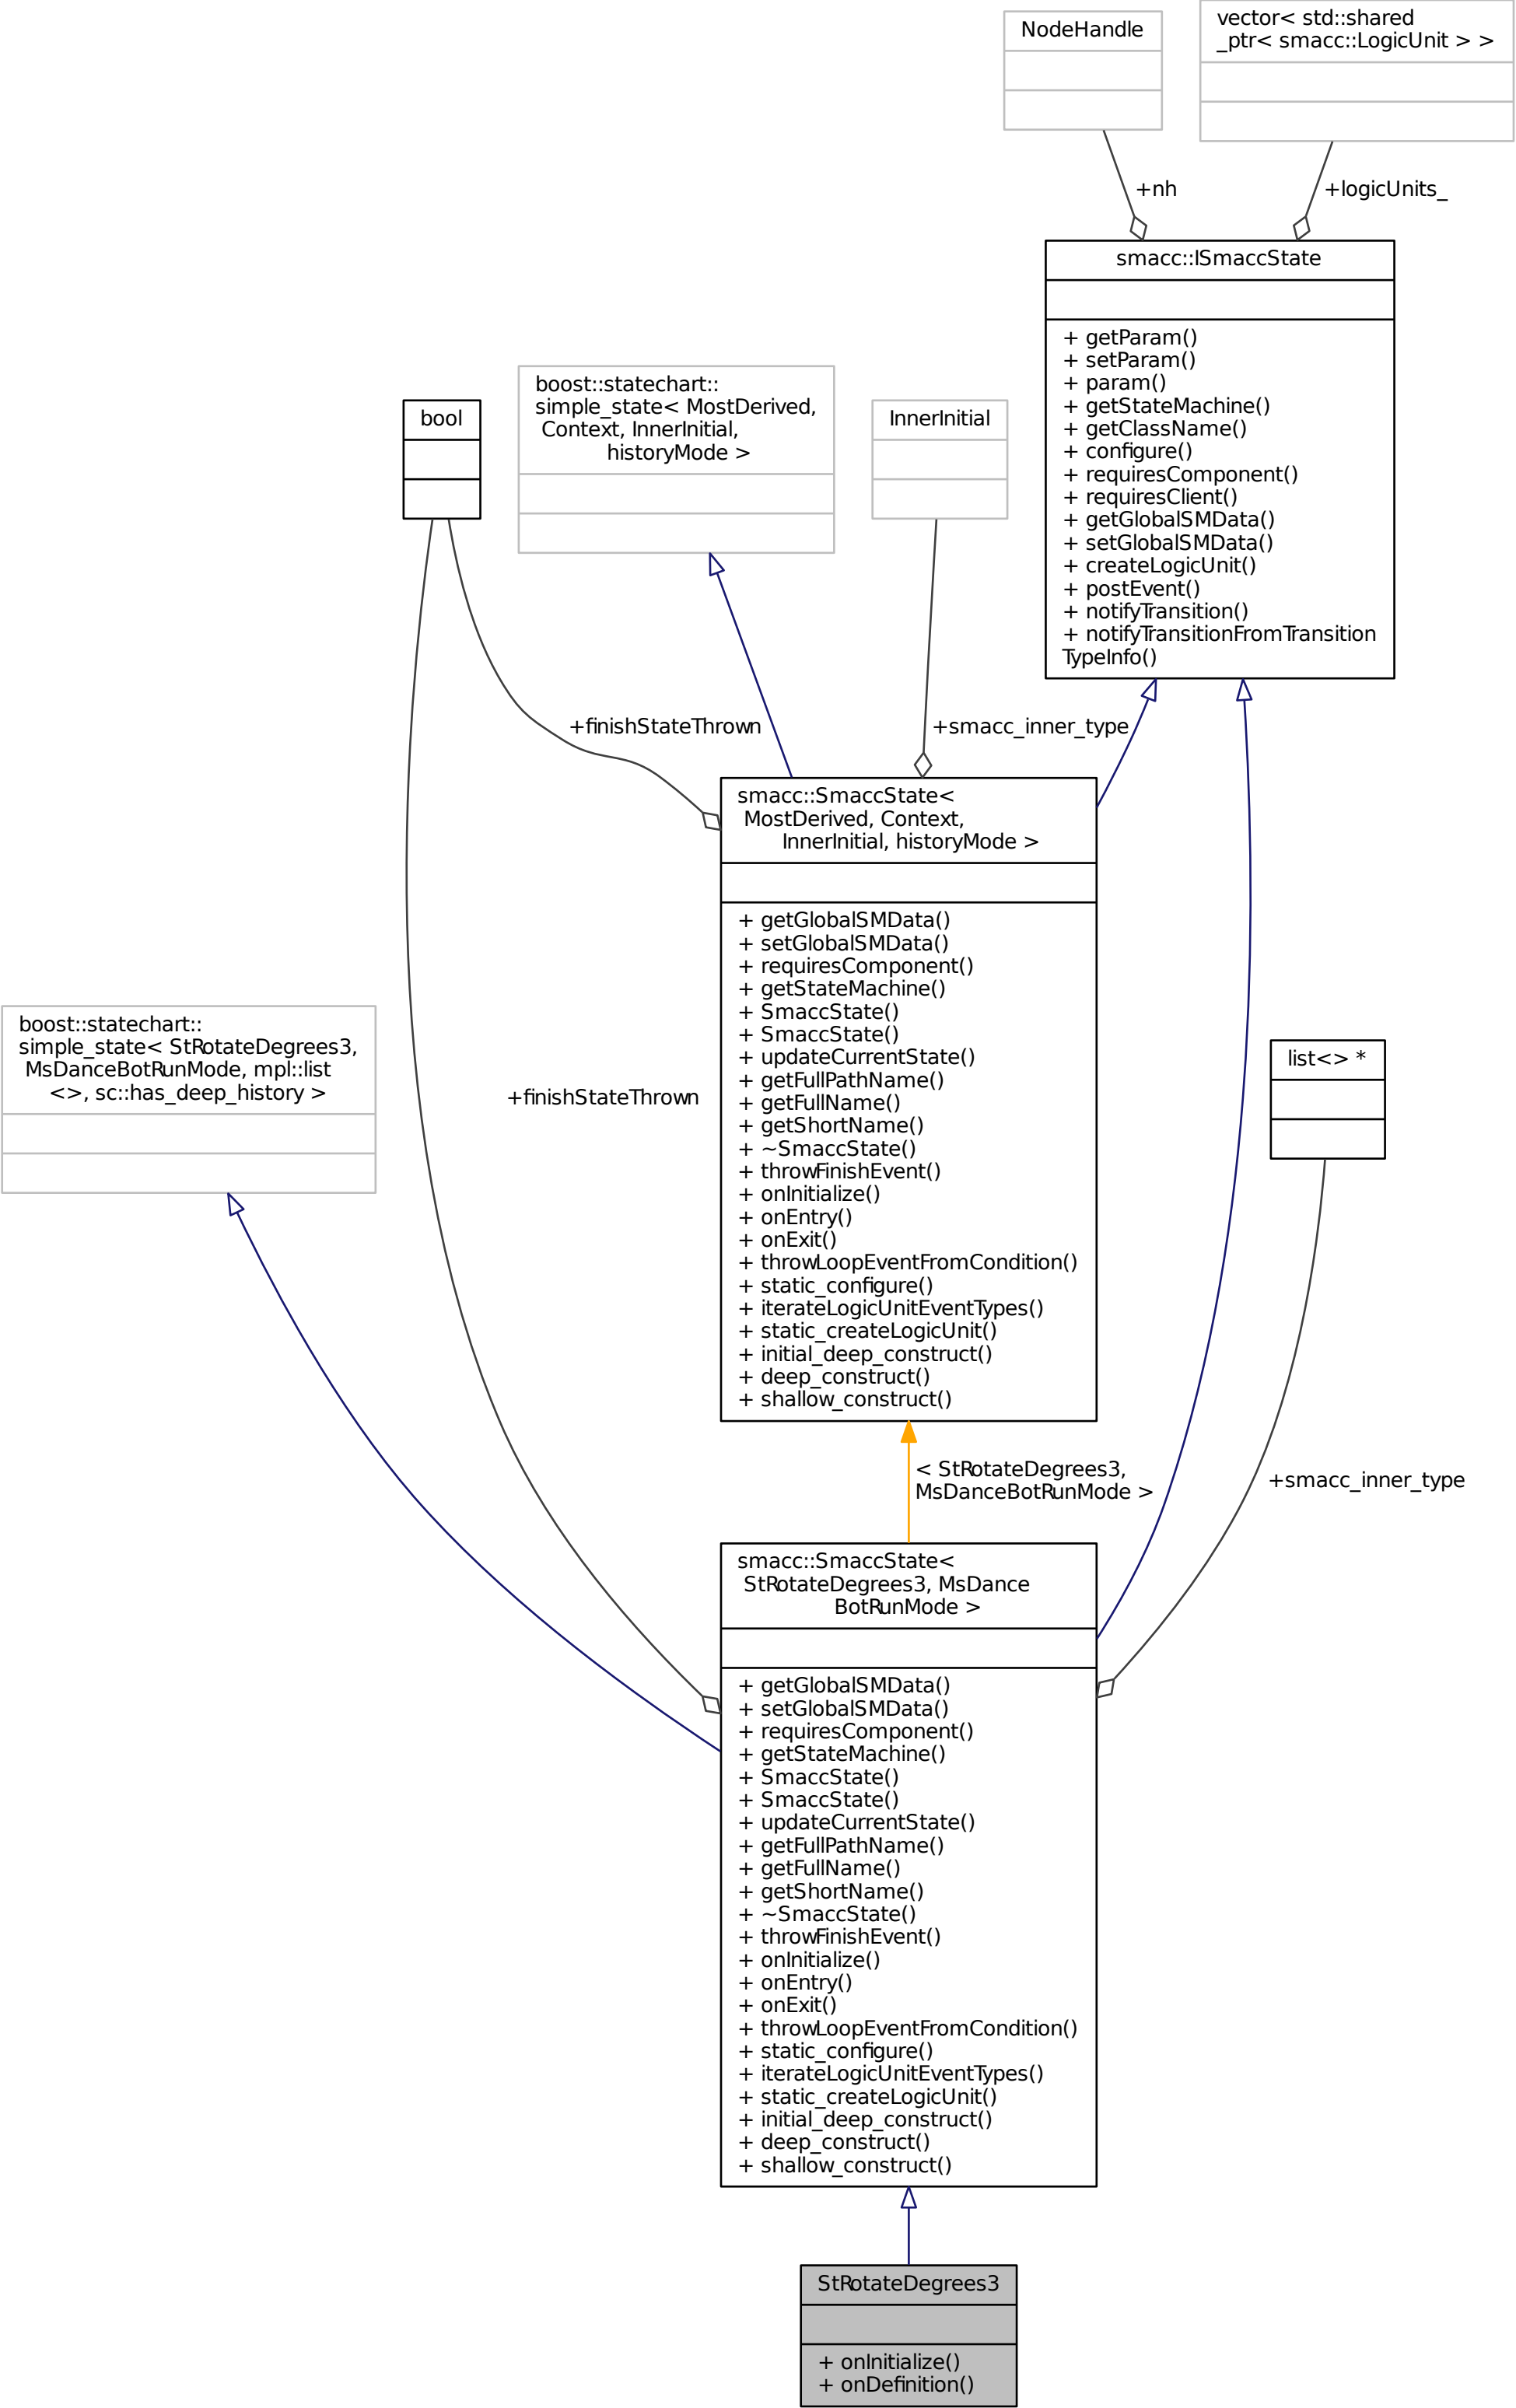 NodeHandle
vector< std::shared
_ptr< smacc::LogicUnit > >
+nh
+logicUnits_
smacc::ISmaccState
+ getParam()
+ setParam()
+ param()
+ getStateMachine()
+ getClassName()
+ configure()
+ requiresComponent()
+ requiresClient()
+ getGlobalSMData()
+ setGlobalSMData()
+ createLogicUnit()
+ postEvent()
+ notifyTransition()
+ notifyTransitionFromTransition
TypeInfo()
bool
boost::statechart::
simple_state< MostDerived,
Context, InnerInitial,
historyMode >
InnerInitial
+finishStateThrown
+smacc_inner_type
smacc::SmaccState<
MostDerived, Context,
InnerInitial, historyMode >
+ getGlobalSMData()
+ setGlobalSMData()
+ requiresComponent()
+ getStateMachine()
+ SmaccState()
+ SmaccState()
+ updateCurrentState()
+ getFullPathName()
+ getFullName()
+ getShortName()
+ ~SmaccState()
+ throwFinishEvent()
+ onInitialize()
+ onEntry()
+ onExit()
+ throwLoopEventFromCondition()
+ static_configure()
+ iterateLogicUnitEventTypes()
+ static_createLogicUnit()
+ initial_deep_construct()
+ deep_construct()
+ shallow_construct()
boost::statechart::
simple_state< StRotateDegrees3,
MsDanceBotRunMode, mpl::list
<>, sc::has_deep_history >
+finishStateThrown
list<> *
< StRotateDegrees3,
MsDanceBotRunMode >
+smacc_inner_type
smacc::SmaccState<
StRotateDegrees3, MsDance
BotRunMode >
+ getGlobalSMData()
+ setGlobalSMData()
+ requiresComponent()
+ getStateMachine()
+ SmaccState()
+ SmaccState()
+ updateCurrentState()
+ getFullPathName()
+ getFullName()
+ getShortName()
+ ~SmaccState()
+ throwFinishEvent()
+ onInitialize()
+ onEntry()
+ onExit()
+ throwLoopEventFromCondition()
+ static_configure()
+ iterateLogicUnitEventTypes()
+ static_createLogicUnit()
+ initial_deep_construct()
+ deep_construct()
+ shallow_construct()
StRotateDegrees3
+ onInitialize()
+ onDefinition()